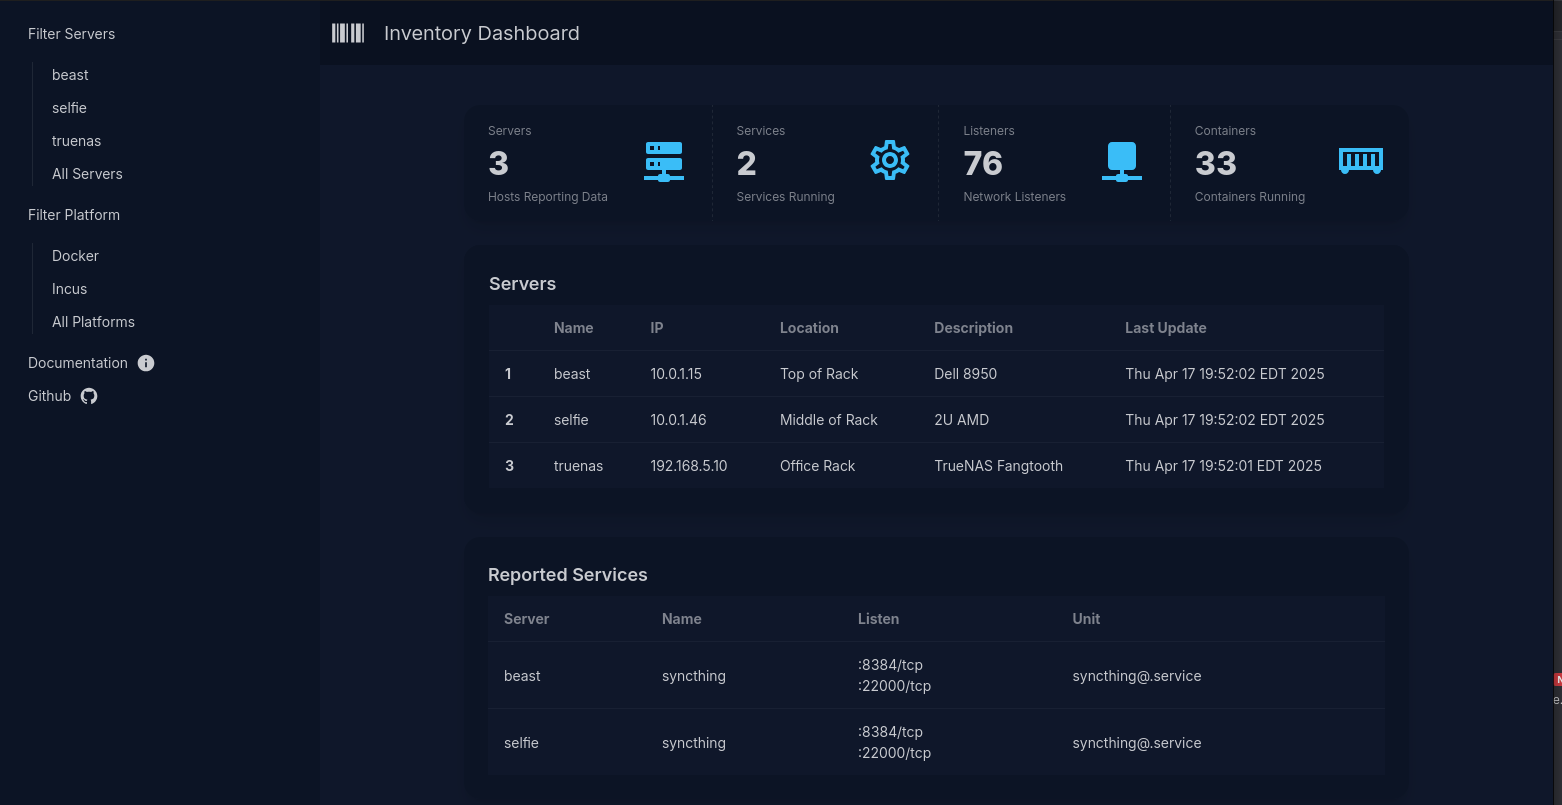 Filter Servers
beast
selfie
truenas
All Servers
Filter Platform
Docker
Incus
All Platforms
Documentation
Github
Inventory Dashboard
Servers
3
Hosts Reporting Data
Services
2
Services Running
Listeners
76
Network Listeners
Containers
33
Containers Running
Servers
Name IP Location Description Last Update
1 beast 10.0.1.15 Top of Rack Dell 8950 Thu Apr 17 19:52:02 EDT 2025
2 selfie 10.0.1.46 Middle of Rack 2U AMD Thu Apr 17 19:52:02 EDT 2025
3 truenas 192.168.5.10 Office Rack TrueNAS Fangtooth Thu Apr 17 19:52:01 EDT 2025
Reported Services
Server Name Listen Unit
beast syncthing :8384/tcp syncthing@.service
:22000/tcp
selfie syncthing :8384/tcp syncthing@.service
:22000/tcp